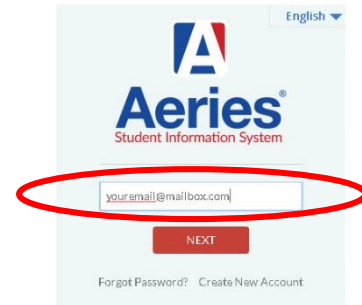 English
Aeries®
Student Information System
youremail@mailbox.com
NEXT
Forgot Password? Create New Account